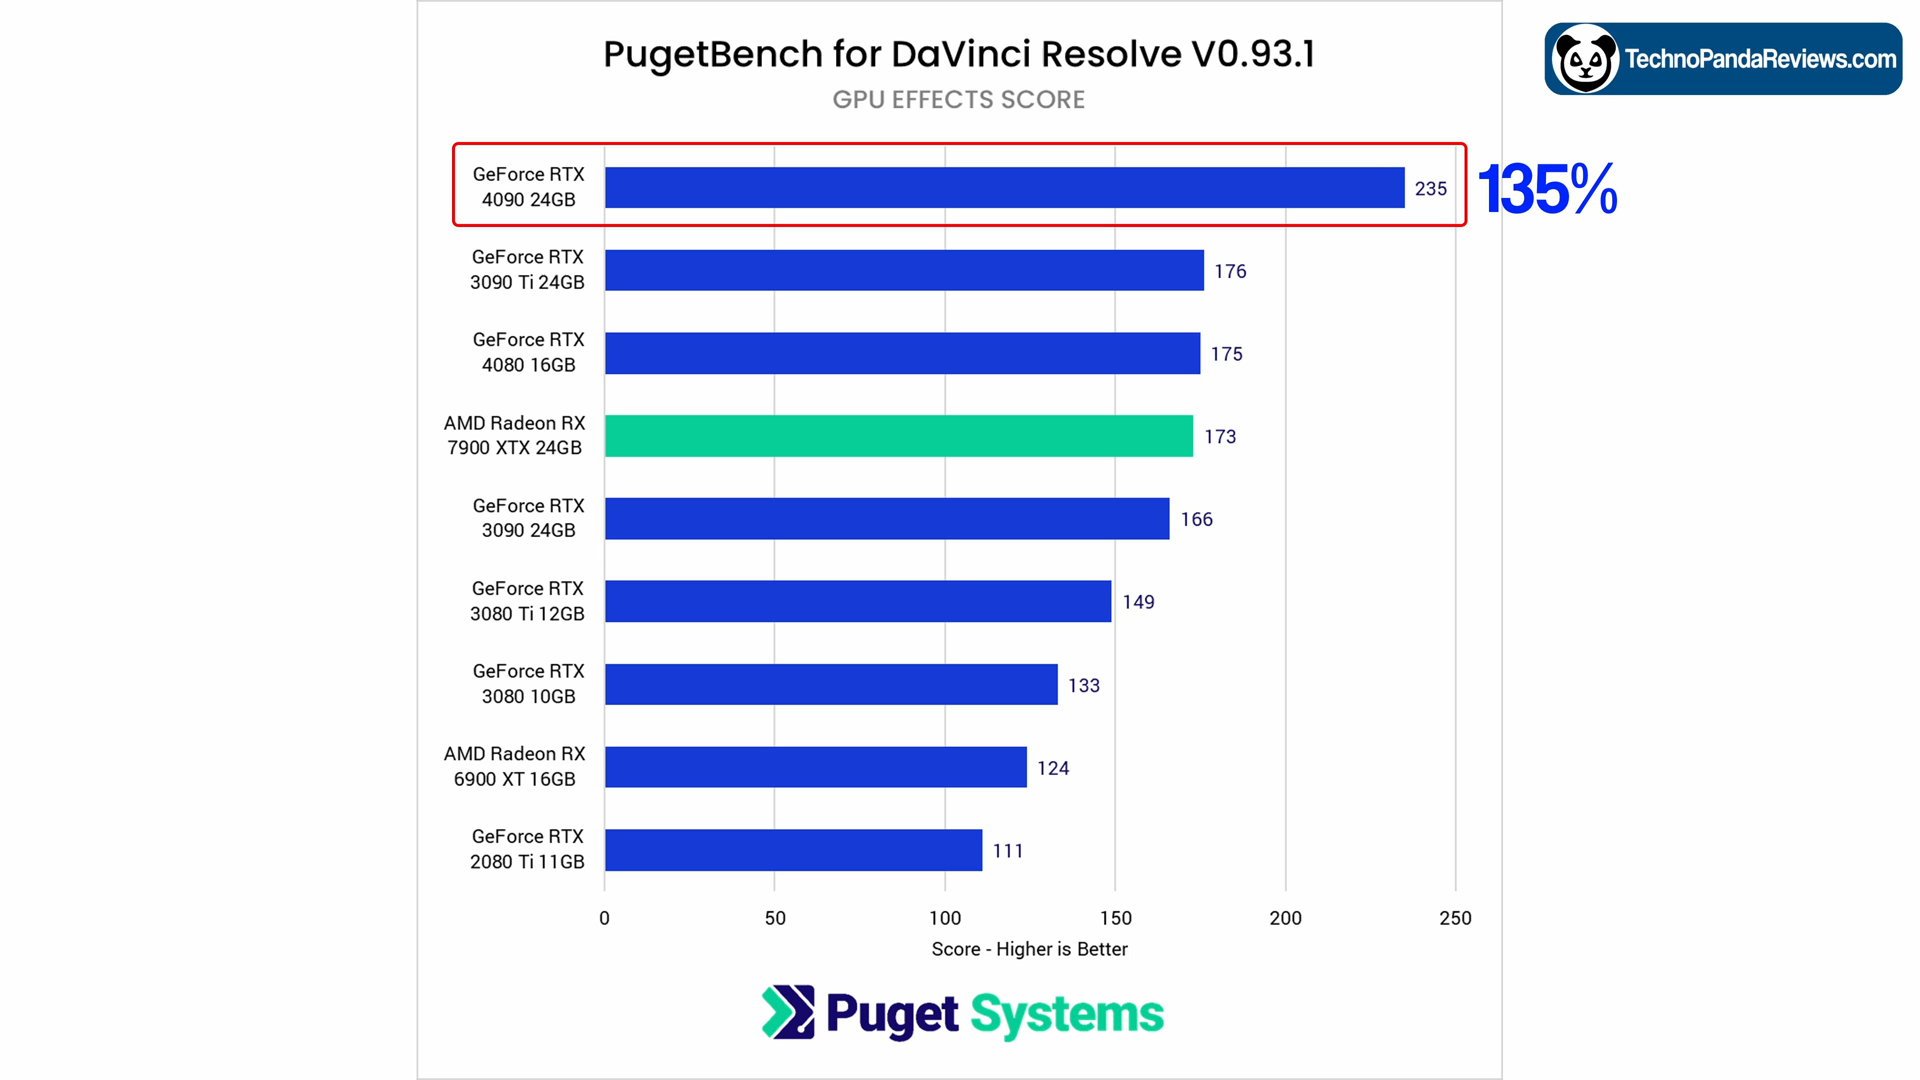 PugetBench for DaVinci Resolve V0.93.1
GPU EFFECTS SCORE
TechnoPandaReviews.com
GeForce RTX
4090 24GB
235
135%
GeForce RTX
3090 Ti 24GB
176
GeForce RTX
4080 16GB
175
AMD Radeon RX
7900 XTX 24GB
173
GeForce RTX
3090 24GB
166
GeForce RTX
3080 Ti 12GB
149
GeForce RTX
3080 10GB
133
AMD Radeon RX
6900 XT 16GB
124
GeForce RTX
2080 Ti 11GB
111
0 50 100 150 200 250
Score - Higher is Better
Puget Systems